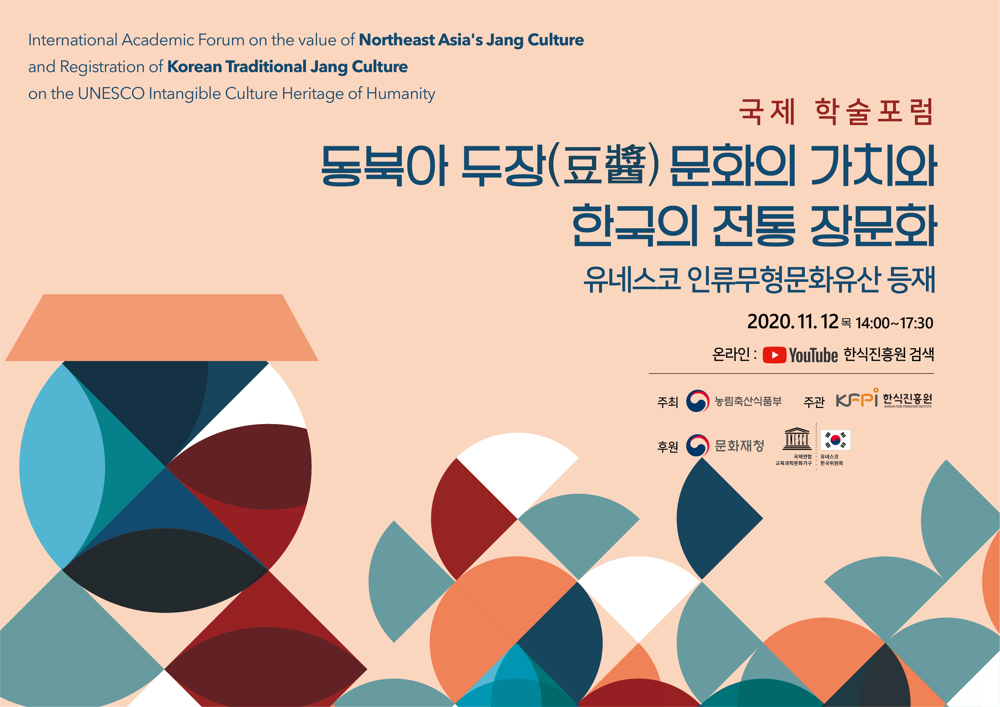 International Academic Forum on the value of Northeast Asia's Jang Culture
and Registration of Korean Traditional Jang Culture
on the UNESCO Intangible Culture Heritage of Humanity
국제 학술포럼
동북아 두장(豆醬) 문화의 가치와
한국의 전통 장문화
유네스코 인류무형문화유산 등재
2020. 11. 12 목 14:00~17:30
온라인 : YouTube 한식진흥원 검색
주최 농림축산식품부 주관 KFPi 한식진흥원
KOREAN FOOD PROMOTION INSTITUTE
후원 문화재청 UNESCO
국제연합 유네스코
교육과학문화기구 한국위원회